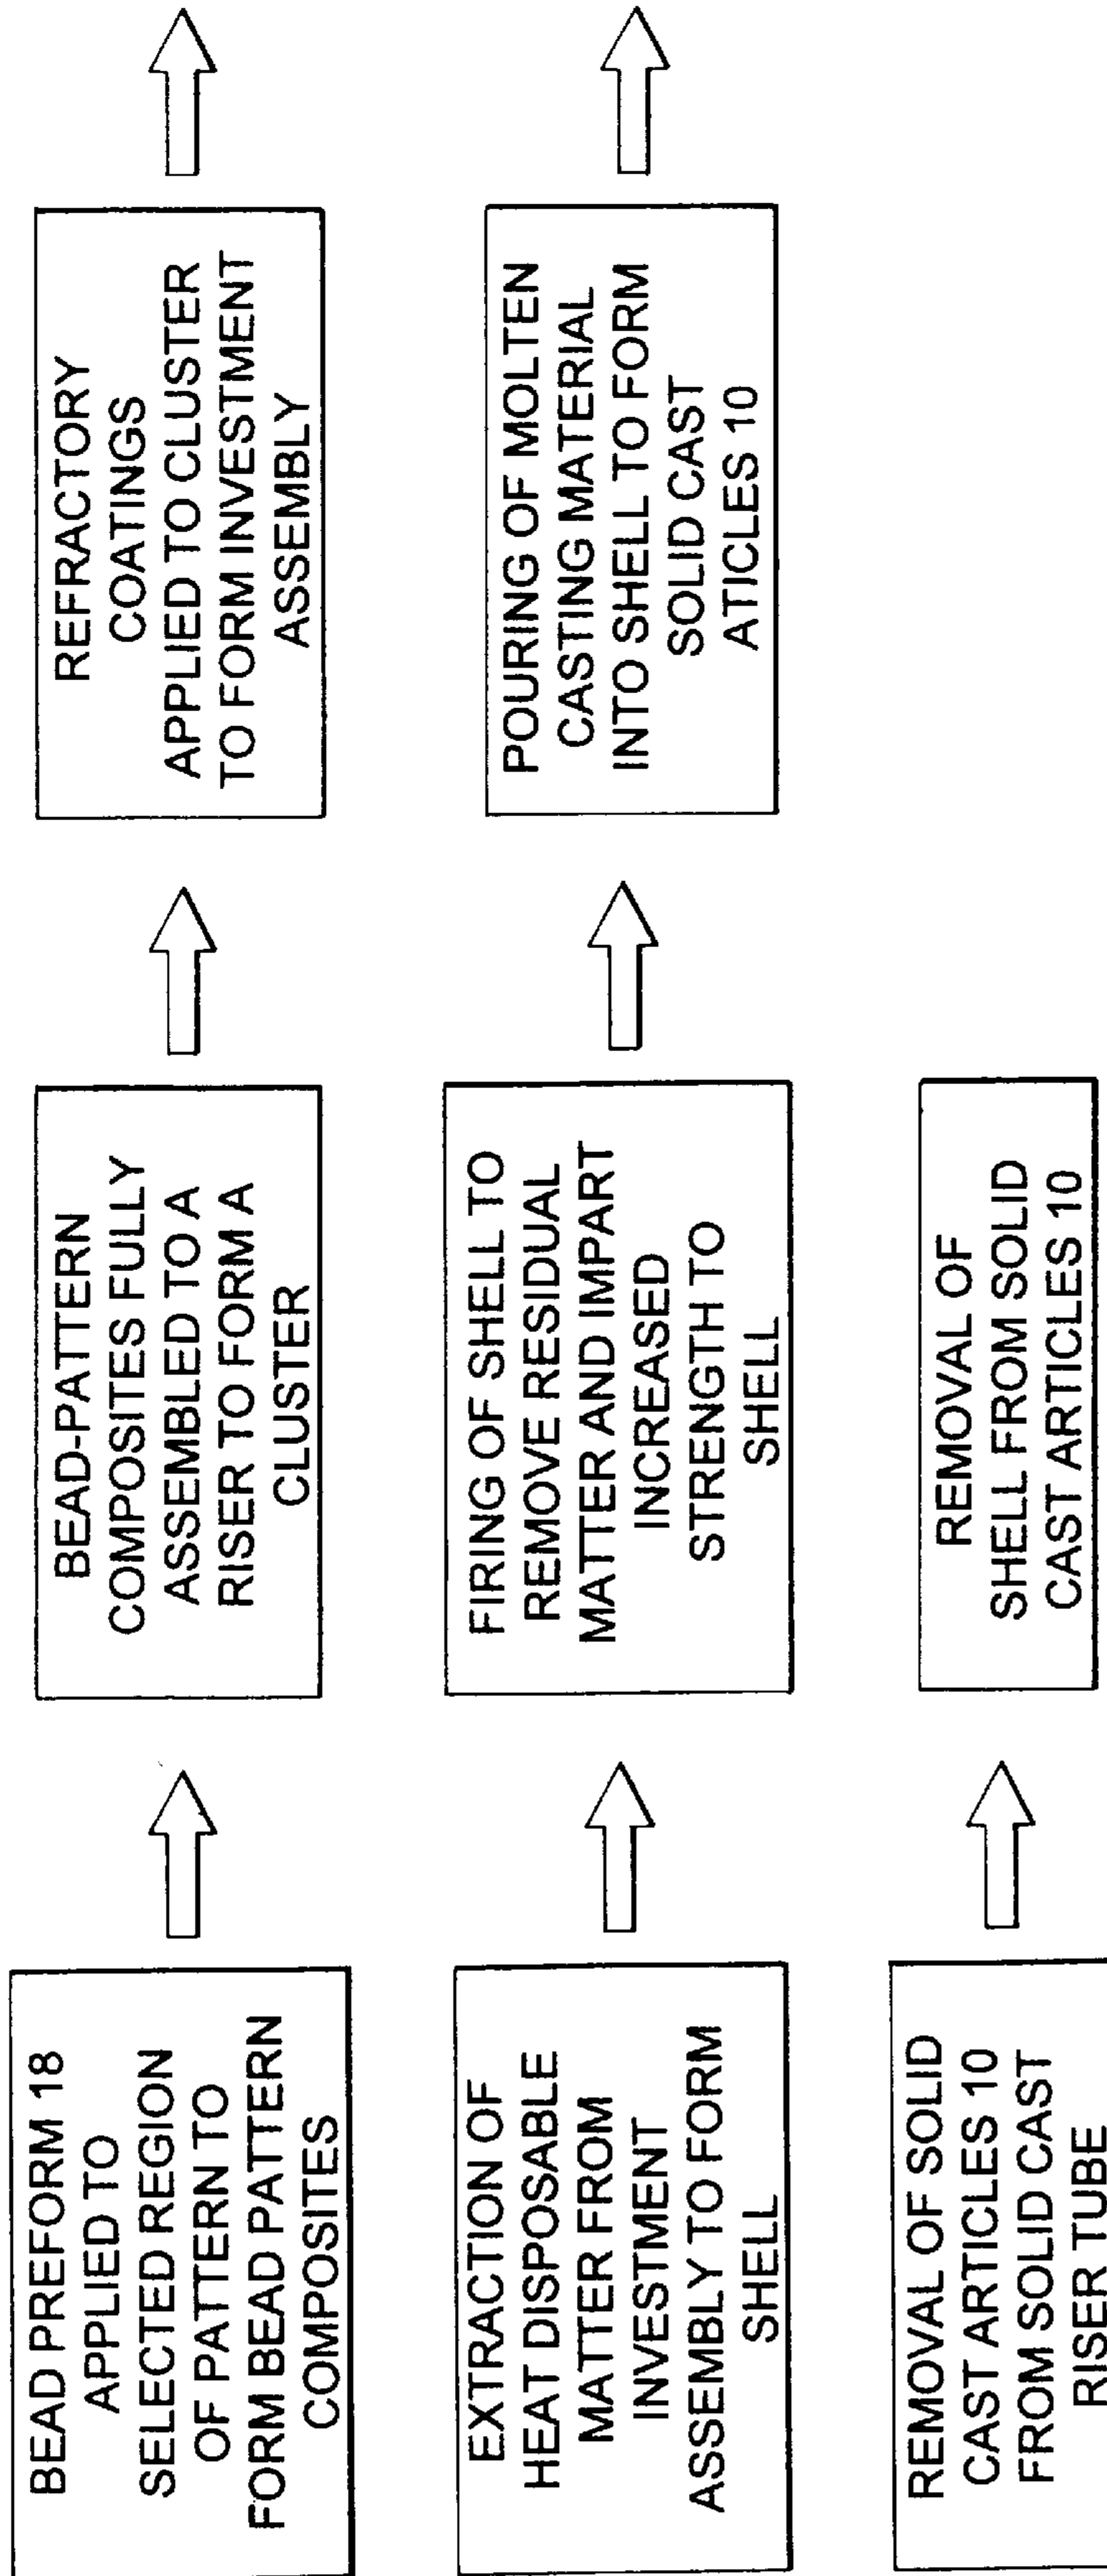 BEAD PREFORM 18
APPLIED TO
SELECTED REGION
OF PATTERN TO
FORM BEAD PATTERN
COMPOSITES
BEAD-PATTERN
COMPOSITES FULLY
ASSEMBLED TO A
RISER TO FORM A
CLUSTER
REFRACTORY
COATINGS
APPLIED TO CLUSTER
TO FORM INVESTMENT
ASSEMBLY
EXTRACTION OF
HEAT DISPOSABLE
MATTER FROM
INVESTMENT
ASSEMBLY TO FORM
SHELL
FIRING OF SHELL TO
REMOVE RESIDUAL
MATTER AND IMPART
INCREASED
STRENGTH TO
SHELL
POURING OF MOLTEN
CASTING MATERIAL
INTO SHELL TO FORM
SOLID CAST
ATICLES 10
REMOVAL OF SOLID
CAST ARTICLES 10
FROM SOLID CAST
RISER TUBE
REMOVAL OF
SHELL FROM SOLID
CAST ARTICLES 10